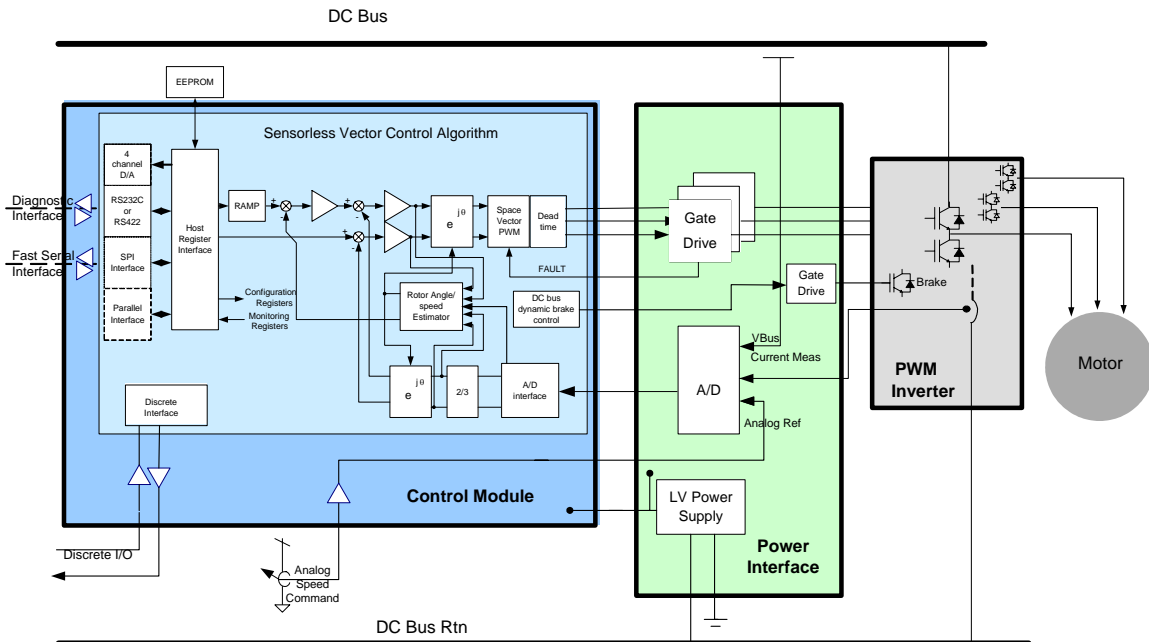 DC Bus
EEPROM
Sensorless Vector Control Algorithm
4
channel
D/A
RS232C
or
RS422
SPI
Interface
Parallel
Interface
Diagnostic
Interface
Fast Serial
Interface
Host
Register
Interface
RAMP
+
-
+
-
+
-
e
jθ
Space
Vector
PWM
Dead
time
FAULT
Configuration
Registers
Monitoring
Registers
Rotor Angle/
speed
Estimator
DC bus
dynamic brake
control
e
jθ
2/3
A/D
interface
Discrete
Interface
Control Module
Discrete I/O
Analog
Speed
Command
Gate
Drive
Gate
Drive
VBus
Current Meas
A/D
Analog Ref
LV Power
Supply
Power
Interface
Brake
PWM
Inverter
Motor
DC Bus Rtn